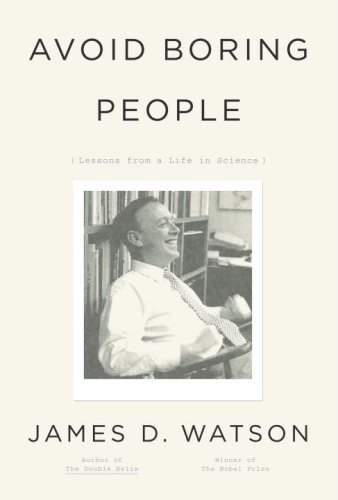 AVOID BORING
PEOPLE
(Lessons from a Life in Science)
JAMES D. WATSON
Author of
The Double Helix
Winner of
The Nobel Prize